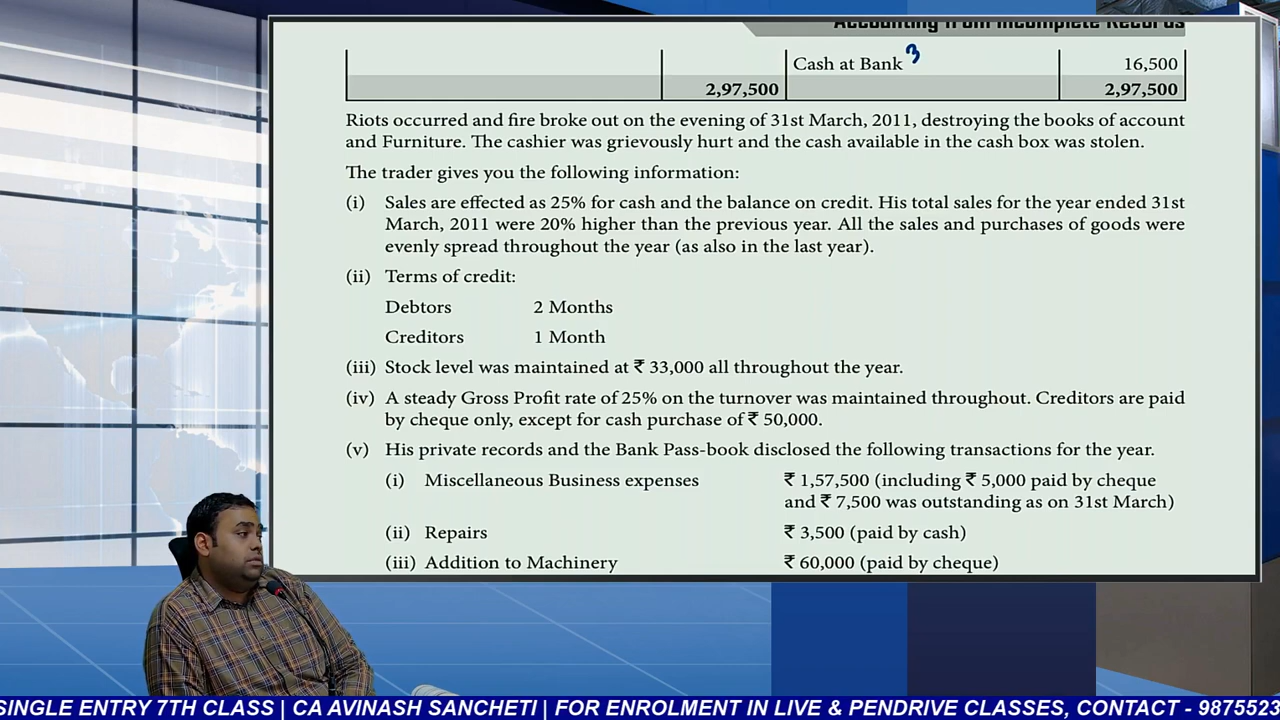 Accounting from Incomplete Records
Cash at Bank 3 16,500
2,97,500 2,97,500
Riots occurred and fire broke out on the evening of 31st March, 2011, destroying the books of account
and Furniture. The cashier was grievously hurt and the cash available in the cash box was stolen.
The trader gives you the following information:
(i) Sales are effected as 25% for cash and the balance on credit. His total sales for the year ended 31st
March, 2011 were 20% higher than the previous year. All the sales and purchases of goods were
evenly spread throughout the year (as also in the last year).
(ii) Terms of credit:
Debtors 2 Months
Creditors 1 Month
(iii) Stock level was maintained at ₹ 33,000 all throughout the year.
(iv) A steady Gross Profit rate of 25% on the turnover was maintained throughout. Creditors are paid
by cheque only, except for cash purchase of ₹ 50,000.
(v) His private records and the Bank Pass-book disclosed the following transactions for the year.
(i) Miscellaneous Business expenses ₹ 1,57,500 (including ₹ 5,000 paid by cheque
and ₹ 7,500 was outstanding as on 31st March)
(ii) Repairs ₹ 3,500 (paid by cash)
(iii) Addition to Machinery ₹ 60,000 (paid by cheque)
SINGLE ENTRY 7TH CLASS | CA AVINASH SANCHETI | FOR ENROLMENT IN LIVE & PENDRIVE CLASSES, CONTACT - 9875523